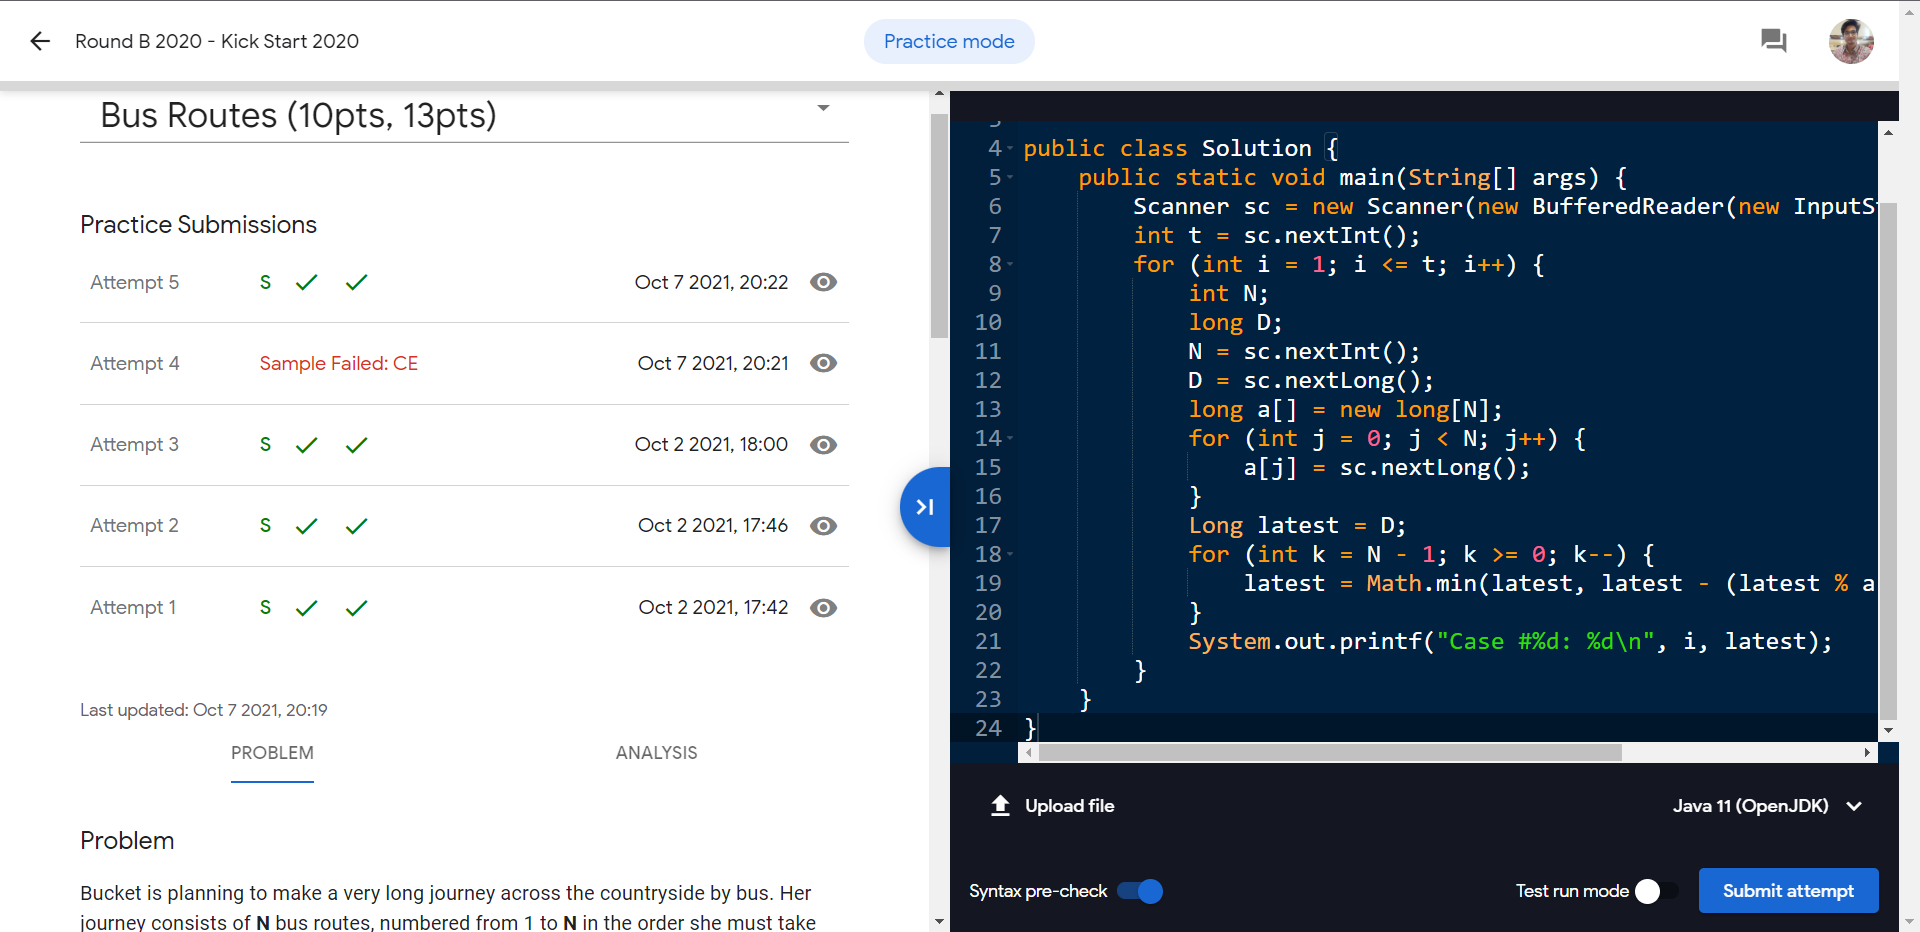 Round B 2020 - Kick Start 2020
Practice mode
Bus Routes (10pts, 13pts)
Practice Submissions
Attempt 5 S Oct 7 2021, 20:22
Attempt 4 Sample Failed: CE Oct 7 2021, 20:21
Attempt 3 S Oct 2 2021, 18:00
Attempt 2 S Oct 2 2021, 17:46
Attempt 1 S Oct 2 2021, 17:42
Last updated: Oct 7 2021, 20:19
PROBLEM ANALYSIS
Problem
Bucket is planning to make a very long journey across the countryside by bus. Her
journey consists of N bus routes, numbered from 1 to N in the order she must take
4 public class Solution {
5 public static void main(String[] args) {
6 Scanner sc = new Scanner(new BufferedReader(new InputS
7 int t = sc.nextInt();
8 for (int i = 1; i <= t; i++) {
9 int N;
10 long D;
11 N = sc.nextInt();
12 D = sc.nextLong();
13 long a[] = new long[N];
14 for (int j = 0; j < N; j++) {
15 a[j] = sc.nextLong();
16 }
17 Long latest = D;
18 for (int k = N - 1; k >= 0; k--) {
19 latest = Math.min(latest, latest - (latest % a
20 }
21 System.out.printf("Case #%d: %d\n", i, latest);
22 }
23 }
24 }
Upload file
Java 11 (OpenJDK)
Syntax pre-check
Test run mode
Submit attempt